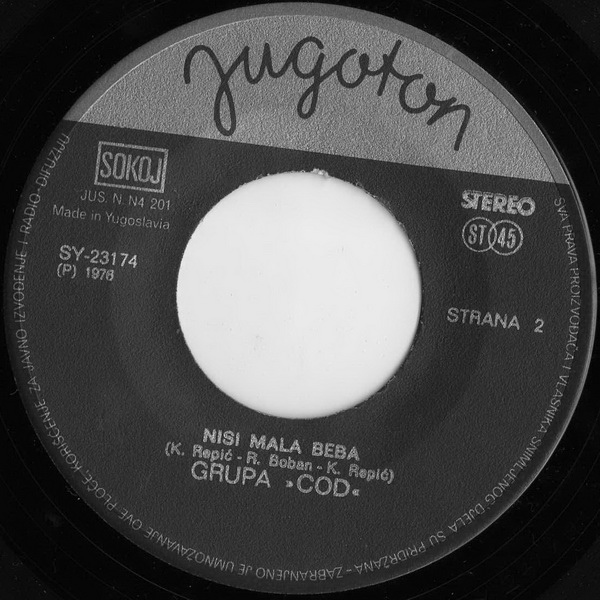 jugoton
SOKOJ
JUS. N. N4 201
Made in Yugoslavia
SY-23174
(P) 1976
STEREO
ST 45
STRANA 2
NISI MALA BEBA
(K. Repić - R. Boban - K. Repić)
GRUPA »COD«
SVA PRAVA PROIZVOĐAČA I VLASNIKA SNIMLJENOG DJELA SU PRIDRŽANA - ZABRANJENO JE UMNOŽAVANJE OVE PLOČE, KORIŠĆENJE ZA JAVNO IZVOĐENJE I RADIO-DIFUZIJU